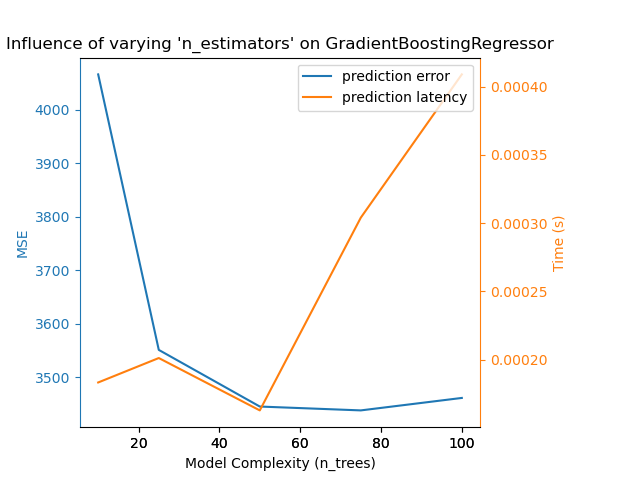 Influence of varying 'n_estimators' on GradientBoostingRegressor
prediction error
prediction latency
MSE
4000
3900
3800
3700
3600
3500
0.00040
0.00035
0.00030
0.00025
0.00020
Time (s)
20
40
60
80
100
Model Complexity (n_trees)